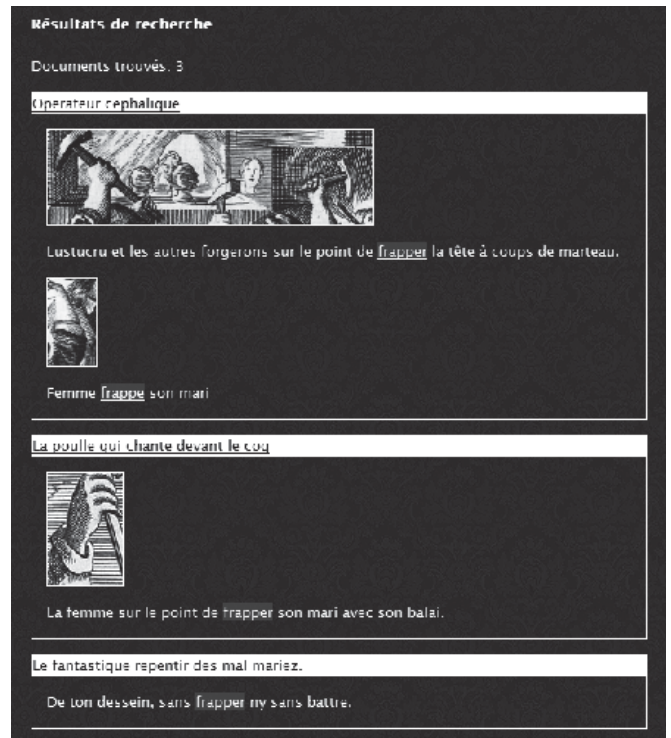 Résultats de recherche
Documents trouvés: 3
Operateur cephalique
Lustucru et les autres forgerons sur le point de frapper la tête à coups de marteau.
Femme frappe son mari
La poulle qui chante devant le coq
La femme sur le point de frapper son mari avec son balai.
Le fantastique repentir des mal mariez.
De ton dessein, sans frapper ny sans battre.